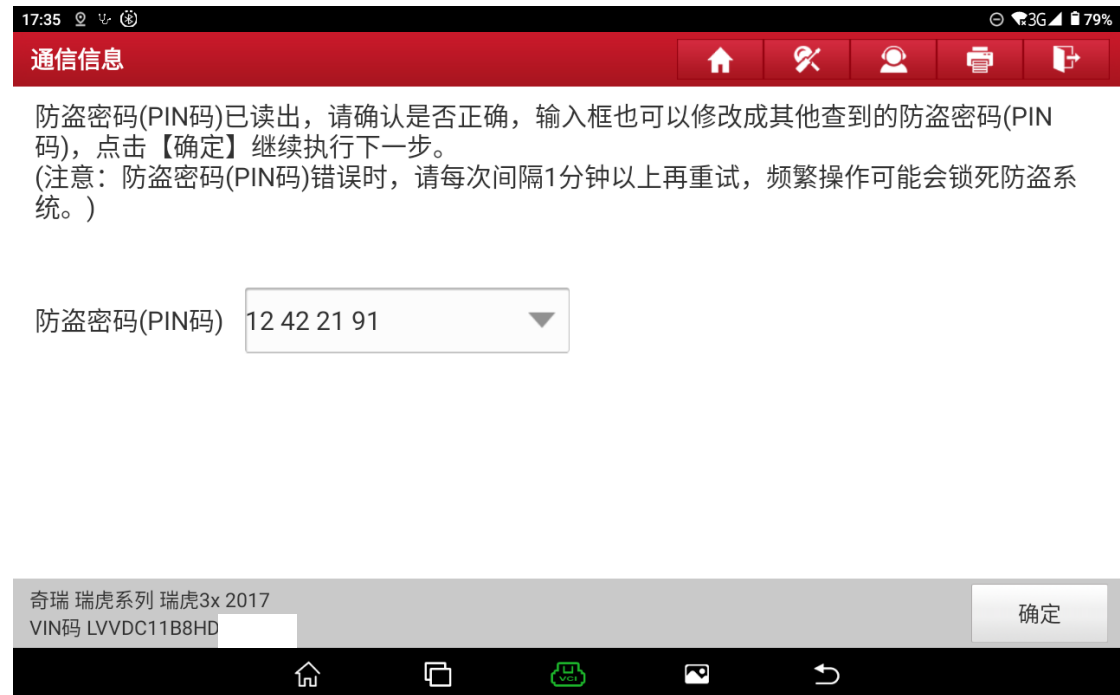 17:35
3G 79%
通信信息
防盗密码(PIN码)已读出，请确认是否正确，输入框也可以修改成其他查到的防盗密码(PIN
码)，点击【确定】继续执行下一步。
(注意：防盗密码(PIN码)错误时，请每次间隔1分钟以上再重试，频繁操作可能会锁死防盗系
统。)
防盗密码(PIN码) 12 42 21 91
奇瑞 瑞虎系列 瑞虎3x 2017
VIN码 LVVDC11B8HD
确定
VCI